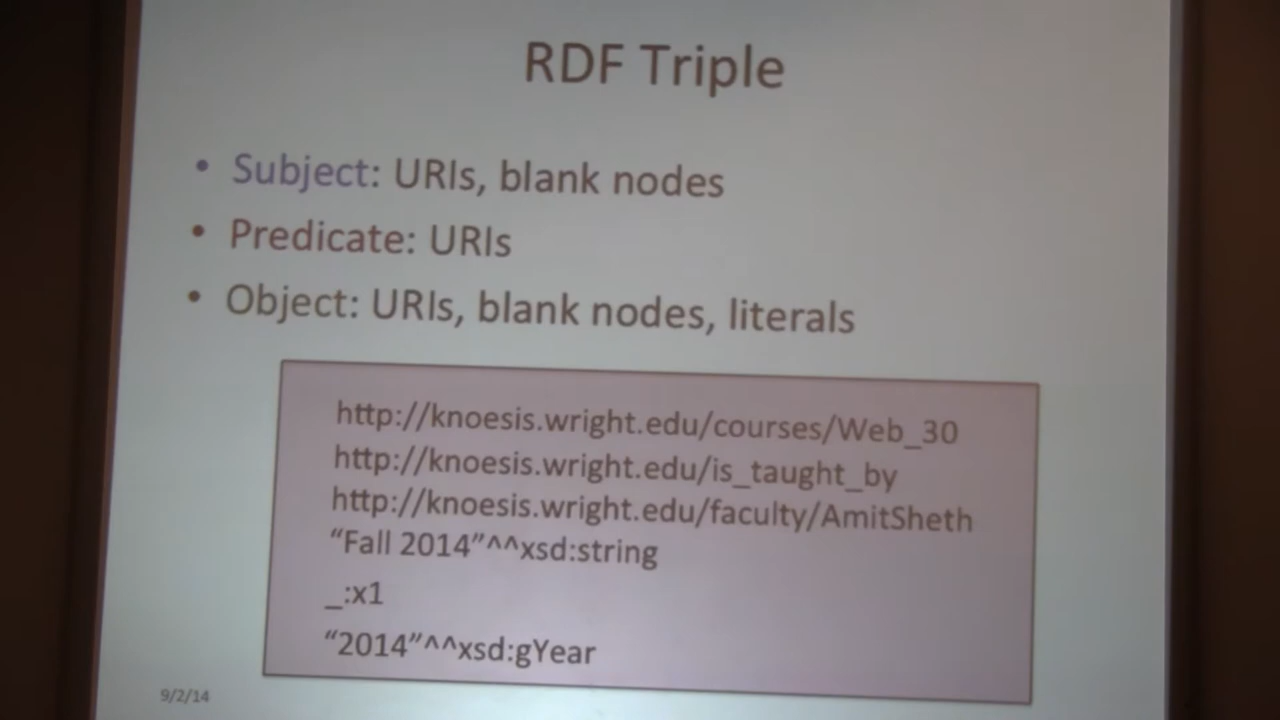 RDF Triple
• Subject: URIs, blank nodes
• Predicate: URIs
• Object: URIs, blank nodes, literals
http://knoesis.wright.edu/courses/Web_30
http://knoesis.wright.edu/is_taught_by
http://knoesis.wright.edu/faculty/AmitSheth
“Fall 2014”^^xsd:string
_:x1
“2014”^^xsd:gYear
9/2/14